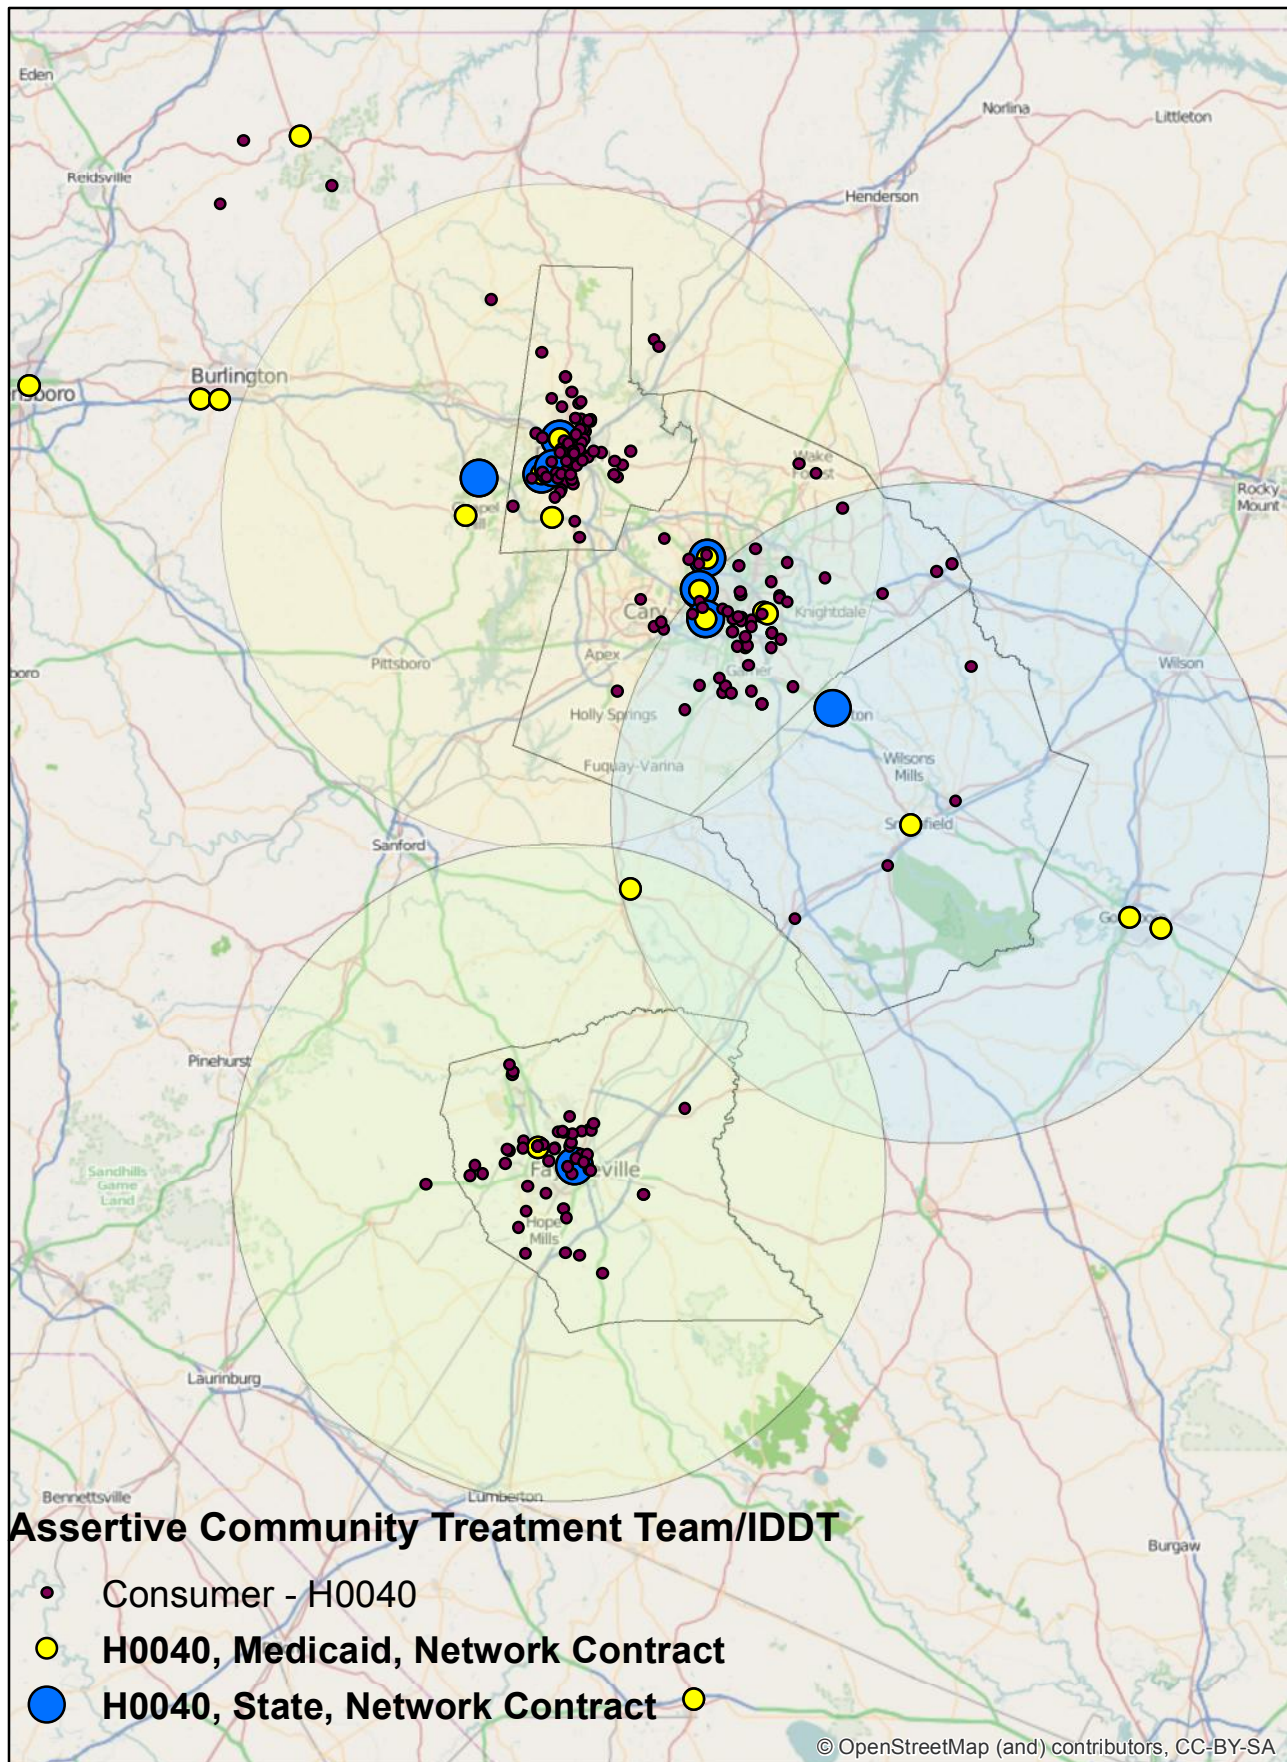 Eden
Norlina
Littleton
Reidsville
Henderson
Burlington
Wake
Rocky
Mount
Cary
Knightdale
Apex
Pittsboro
Wilson
Garner
Holly Springs
Fuquay-Varina
Wilsons
Mills
Sanford
Pinehurst
Sandhills
Game
Land
Hope
Mills
Laurinburg
Bennettsville
Lumberton
Assertive Community Treatment Team/IDDT
Burgaw
Consumer - H0040
H0040, Medicaid, Network Contract
H0040, State, Network Contract
© OpenStreetMap (and) contributors, CC-BY-SA